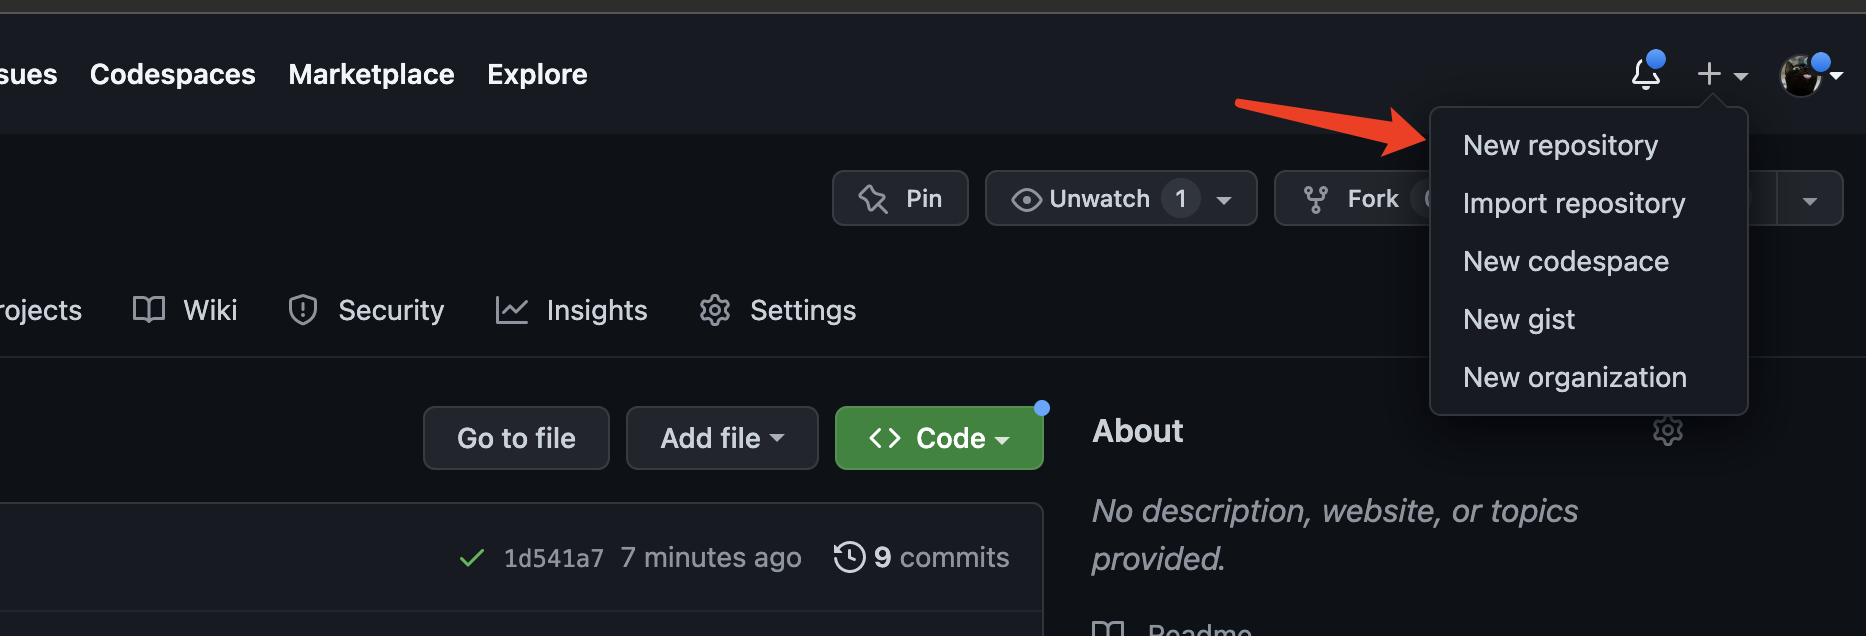 Codespaces Marketplace Explore
New repository
Import repository
New codespace
New gist
New organization
Pin Unwatch 1 Fork
Wiki Security Insights Settings
Go to file Add file <> Code
About
No description, website, or topics
provided.
1d541a7 7 minutes ago 9 commits
Readme